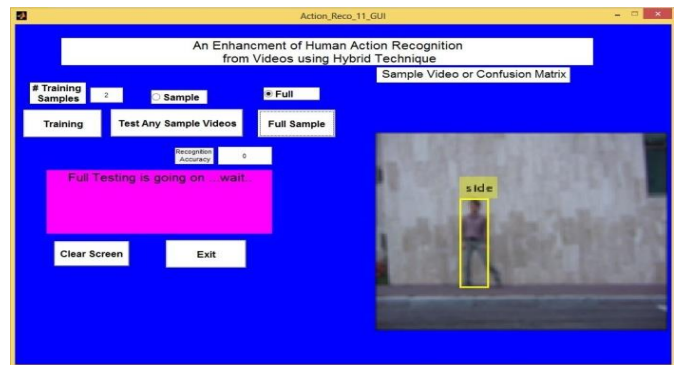 Action_Reco_11_GUI
An Enhancment of Human Action Recognition
from Videos using Hybrid Technique
Sample Video or Confusion Matrix
# Training
Samples
2
Sample
Full
Training
Test Any Sample Videos
Full Sample
Recognition
Accuracy
0
Full Testing is going on ...wait..
side
Clear Screen
Exit